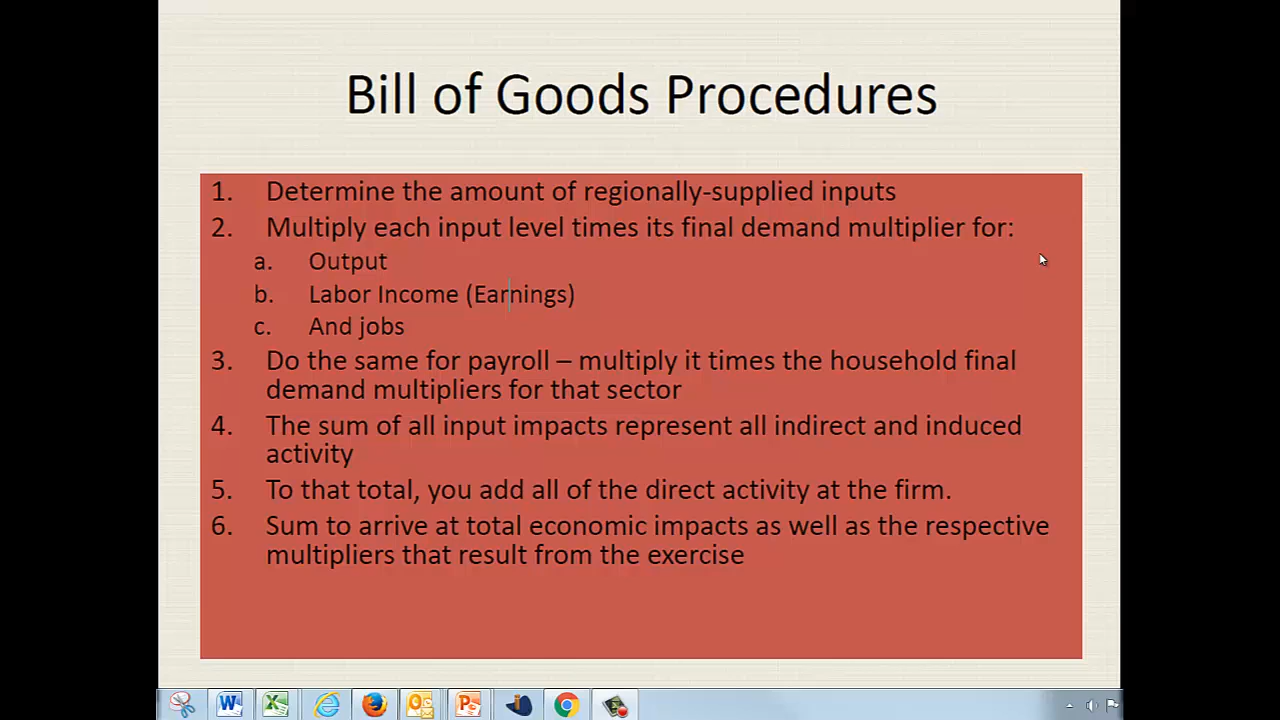 Bill of Goods Procedures
1. Determine the amount of regionally-supplied inputs
2. Multiply each input level times its final demand multiplier for:
a. Output
b. Labor Income (Earnings)
c. And jobs
3. Do the same for payroll – multiply it times the household final
demand multipliers for that sector
4. The sum of all input impacts represent all indirect and induced
activity
5. To that total, you add all of the direct activity at the firm.
6. Sum to arrive at total economic impacts as well as the respective
multipliers that result from the exercise